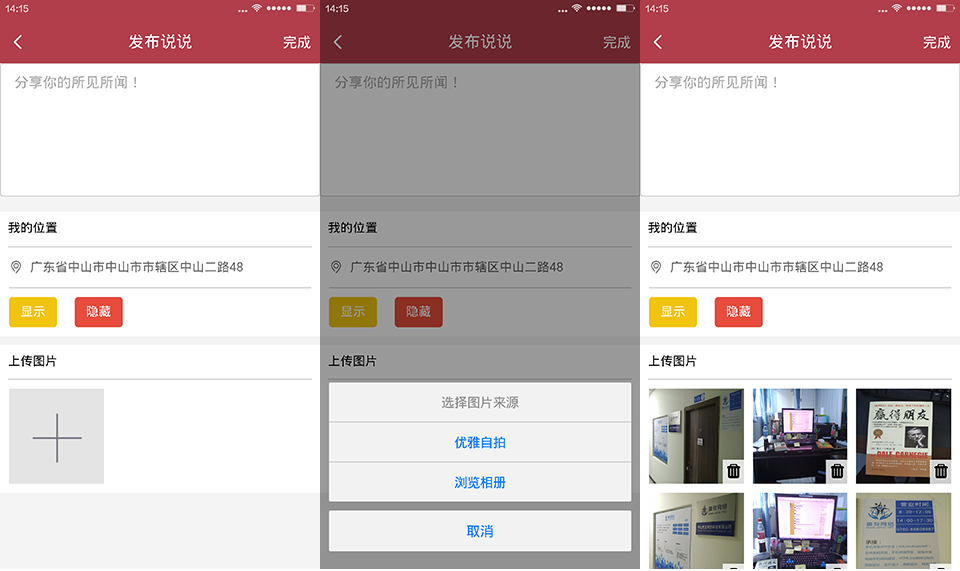 14:15
发布说说
完成
分享你的所见所闻！
我的位置
广东省中山市中山市市辖区中山二路48
显示
隐藏
上传图片
14:15
发布说说
完成
分享你的所见所闻！
我的位置
广东省中山市中山市市辖区中山二路48
显示
隐藏
上传图片
选择图片来源
优雅自拍
浏览相册
取消
14:15
发布说说
完成
分享你的所见所闻！
我的位置
广东省中山市中山市市辖区中山二路48
显示
隐藏
上传图片
赢得朋友
DALE CARNEGIE
营业时间
8:30-12:00
14:00-17:30